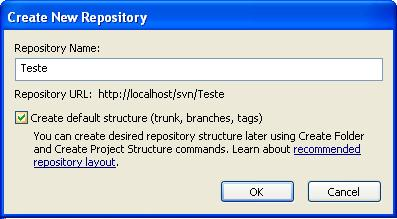 Create New Repository
Repository Name:
Teste
Repository URL: http://localhost/svn/Teste
Create default structure (trunk, branches, tags)
You can create desired repository structure later using Create Folder
and Create Project Structure commands. Learn about recommended
repository layout.
OK
Cancel